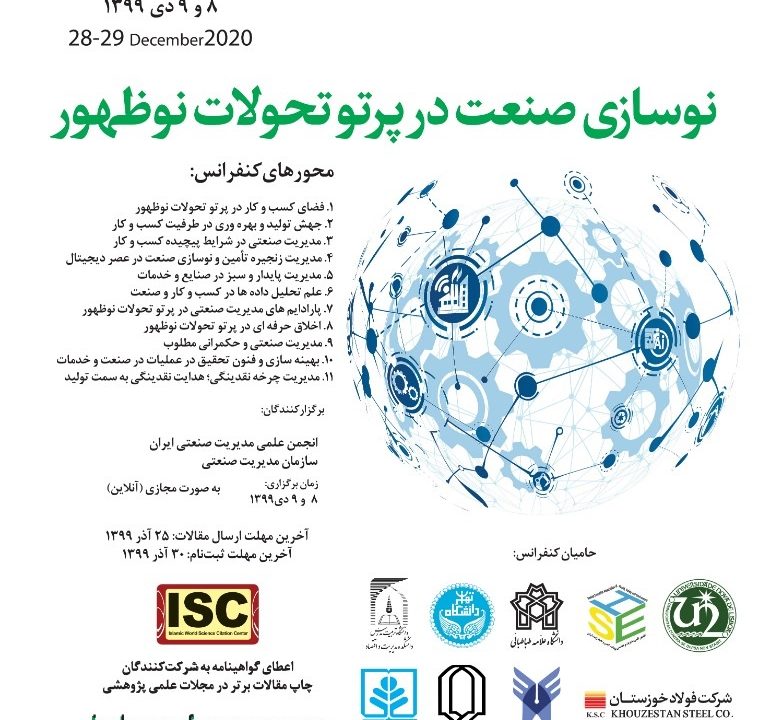 ۸ و ۹ دی ۱۳۹۹
28-29 December2020
نوسازی صنعت در پرتو تحولات نوظهور
محورهای کنفرانس:
۱. فضای کسب و کار در پرتو تحولات نوظهور
۲. جهش تولید و بهره وری در ظرفیت کسب و کار
۳. مدیریت صنعتی در شرایط پیچیده کسب و کار
۴. مدیریت زنجیره تأمین و نوسازی صنعت در عصر دیجیتال
۵. مدیریت پایدار و سبز در صنایع و خدمات
۶. علم تحلیل داده ها در کسب و کار و صنعت
۷. پارادایم های مدیریت صنعتی در پرتو تحولات نوظهور
۸. اخلاق حرفه ای در پرتو تحولات نوظهور
۹. مدیریت صنعتی و حکمرانی مطلوب
۱۰. بهینه سازی و فنون تحقیق در عملیات در صنعت و خدمات
۱۱. مدیریت چرخه نقدینگی؛ هدایت نقدینگی به سمت تولید
Ai
برگزارکنندگان:
انجمن علمی مدیریت صنعتی ایران
سازمان مدیریت صنعتی
زمان برگزاری:
۸ و ۹ دی۱۳۹۹
به صورت مجازی (آنلاین)
آخرین مهلت ارسال مقالات: ۲۵ آذر ۱۳۹۹
آخرین مهلت ثبت‌نام: ۳۰ آذر ۱۳۹۹
حامیان کنفرانس:
ISC
Islamic World Science Citation Center
دانشگاه علامه طباطبائی
HSE
اعطای گواهینامه به شرکت‌کنندگان
چاپ مقالات برتر در مجلات علمی پژوهشی
شرکت فولاد خوزستان
K.S.C KHOUZESTAN STEEL CO.